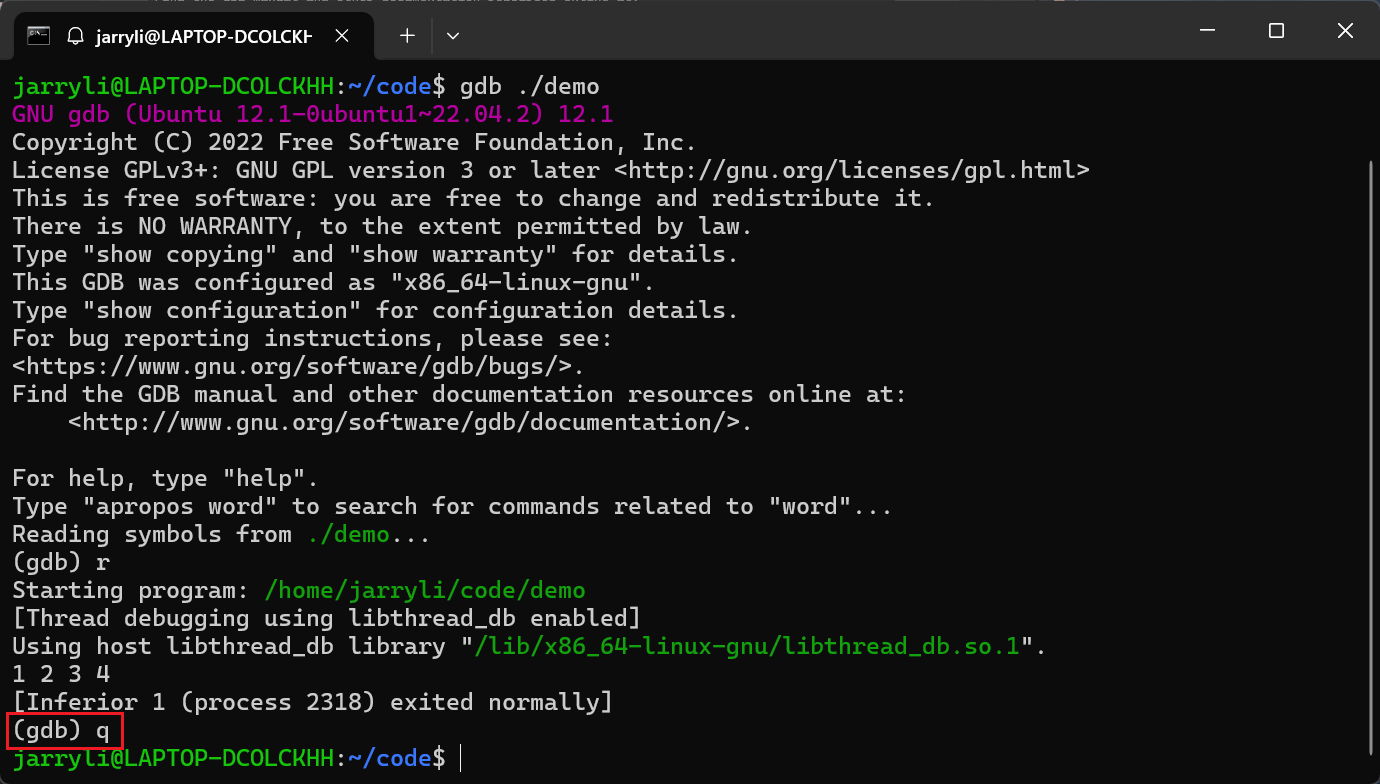 jarryli@LAPTOP-DCOLCKH
jarryli@LAPTOP-DCOLCKHH:~/code$ gdb ./demo
GNU gdb (Ubuntu 12.1-0ubuntu1~22.04.2) 12.1
Copyright (C) 2022 Free Software Foundation, Inc.
License GPLv3+: GNU GPL version 3 or later <http://gnu.org/licenses/gpl.html>
This is free software: you are free to change and redistribute it.
There is NO WARRANTY, to the extent permitted by law.
Type "show copying" and "show warranty" for details.
This GDB was configured as "x86_64-linux-gnu".
Type "show configuration" for configuration details.
For bug reporting instructions, please see:
<https://www.gnu.org/software/gdb/bugs/>.
Find the GDB manual and other documentation resources online at:
    <http://www.gnu.org/software/gdb/documentation/>.

For help, type "help".
Type "apropos word" to search for commands related to "word"...
Reading symbols from ./demo...
(gdb) r
Starting program: /home/jarryli/code/demo
[Thread debugging using libthread_db enabled]
Using host libthread_db library "/lib/x86_64-linux-gnu/libthread_db.so.1".
1 2 3 4
[Inferior 1 (process 2318) exited normally]
(gdb) q
jarryli@LAPTOP-DCOLCKHH:~/code$